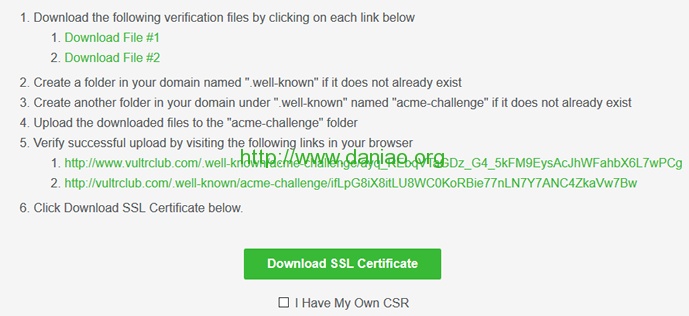 1. Download the following verification files by clicking on each link below
1. Download File #1
2. Download File #2
2. Create a folder in your domain named ".well-known" if it does not already exist
3. Create another folder in your domain under ".well-known" named "acme-challenge" if it does not already exist
4. Upload the downloaded files to the "acme-challenge" folder
5. Verify successful upload by visiting the following links in your browser
http://www.daniao.org
1. http://www.vultrclub.com/.well-known/acme-challenge/
2. http://vultrclub.com/.well-known/acme-challenge/ifLpG8iX8itLU8WC0KoRBie77nLN7Y7ANC4ZkaVw7Bw
6. Click Download SSL Certificate below.
Download SSL Certificate
I Have My Own CSR